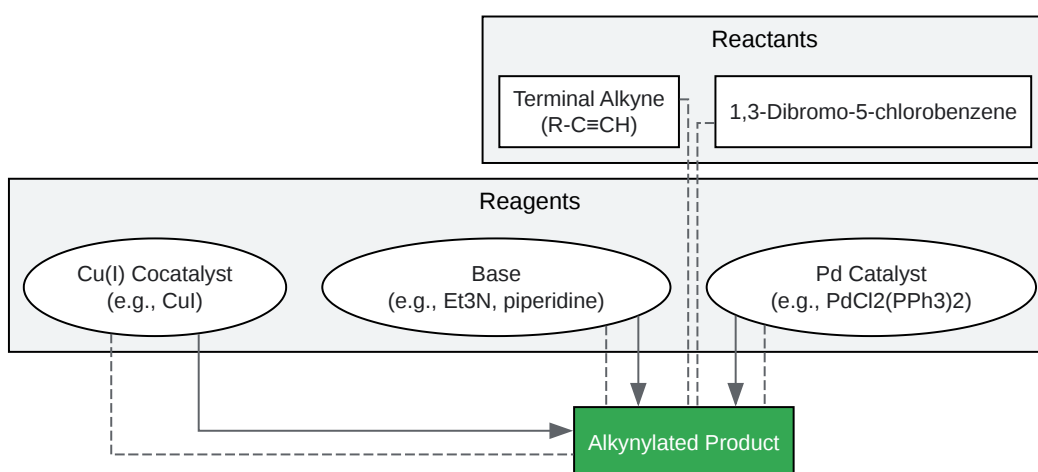 Reactants
Terminal Alkyne
(R-C≡CH)
1,3-Dibromo-5-chlorobenzene
Reagents
Cu(I) Cocatalyst
(e.g., CuI)
Base
(e.g., Et3N, piperidine)
Pd Catalyst
(e.g., PdCl2(PPh3)2)
Alkynylated Product